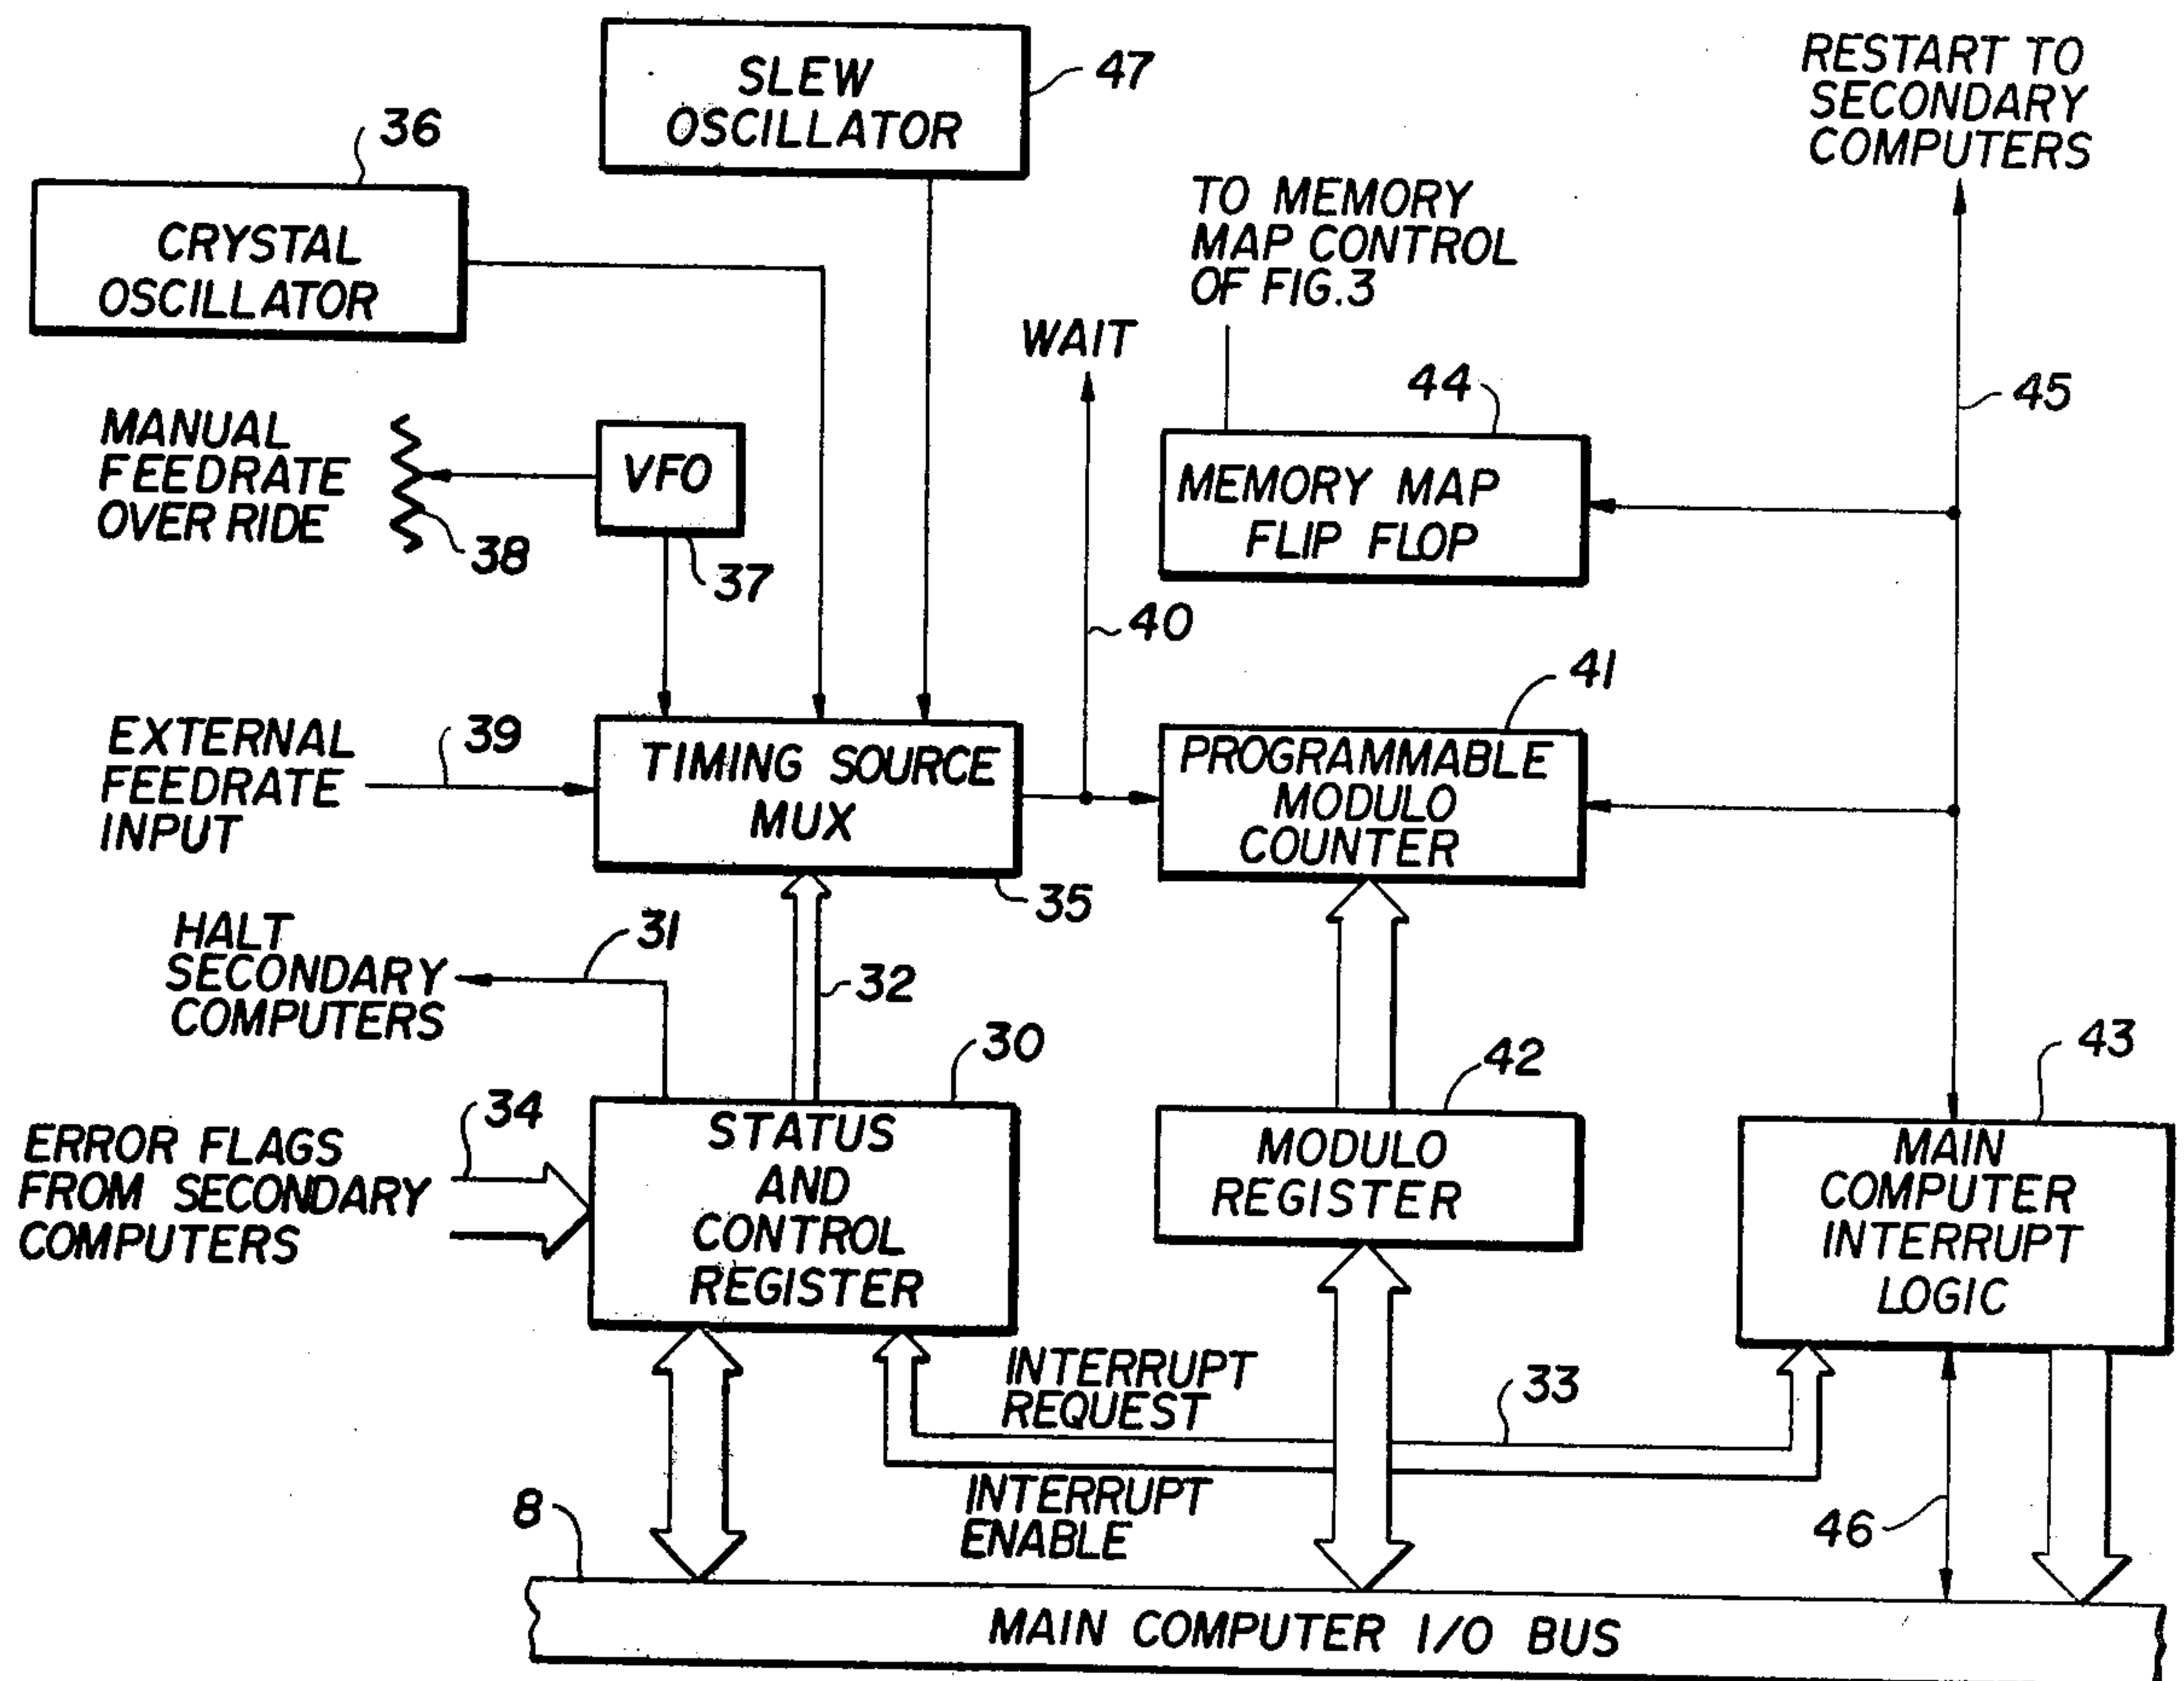 SLEW
OSCILLATOR
47
RESTART TO
SECONDARY
COMPUTERS
36
CRYSTAL
OSCILLATOR
TO MEMORY
MAP CONTROL
OF FIG.3
WAIT
44
45
MANUAL
FEEDRATE
OVER RIDE
38
VFO
37
MEMORY MAP
FLIP FLOP
40
41
EXTERNAL
FEEDRATE
INPUT
39
TIMING SOURCE
MUX
35
PROGRAMMABLE
MODULO
COUNTER
HALT
SECONDARY
COMPUTERS
31
32
30
42
43
ERROR FLAGS
FROM SECONDARY
COMPUTERS
34
STATUS
AND
CONTROL
REGISTER
MODULO
REGISTER
MAIN
COMPUTER
INTERRUPT
LOGIC
INTERRUPT
REQUEST
33
INTERRUPT
ENABLE
8
46
MAIN COMPUTER I/O BUS